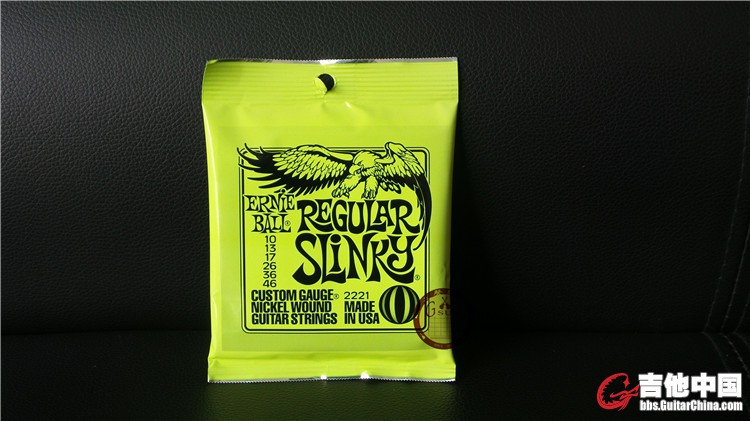 ERNIE
BALL®
REGULAR
SLINKY®
10
13
17
26
36
46
CUSTOM GAUGE®
NICKEL WOUND
GUITAR STRINGS
2221
MADE
IN USA
吉他中国
bbs.GuitarChina.com